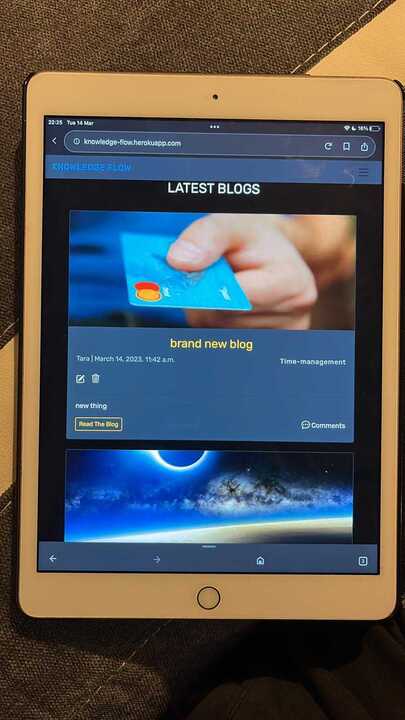 22:25 Tue 14 Mar
16%
knowledge-flow.herokuapp.com
KNOWLEDGE FLOW
LATEST BLOGS
brand new blog
Tara | March 14, 2023, 11:42 a.m.
Time-management
new thing
Read The Blog
Comments
3